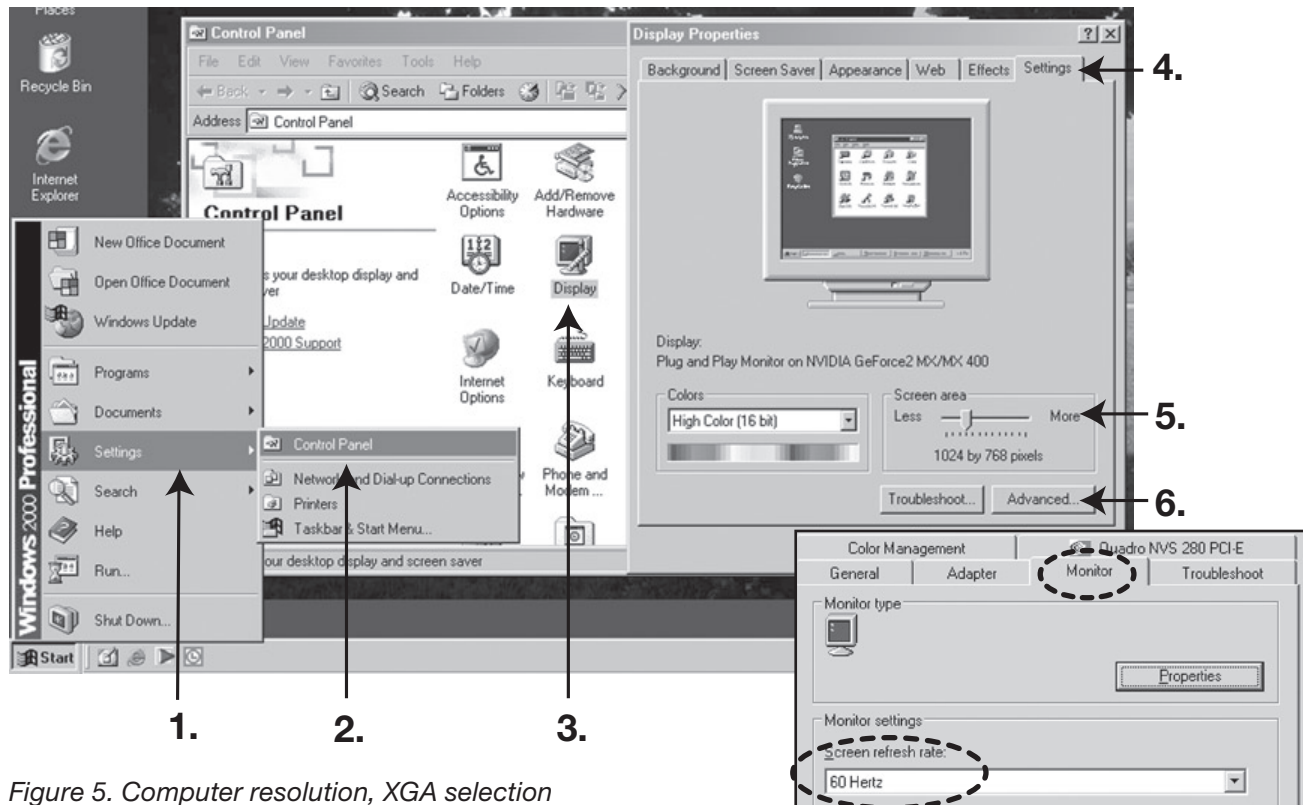 Places
Recycle Bin
Internet
Explorer
Control Panel
File Edit View Favorites Tools Help
Back Search Folders
Address Control Panel
Control Panel
s your desktop display and
ver
Update
2000 Support
Accessibility
Options
Add/Remove
Hardware
Date/Time
Display
Internet
Options
Keyboard
Phone and
Modem ...
our desktop display and screen saver
Windows 2000 Professional
New Office Document
Open Office Document
Windows Update
Programs
Documents
Settings
Search
Help
Run...
Shut Down...
Start
Control Panel
Network and Dial-up Connections
Printers
Taskbar & Start Menu...
Display Properties
Background Screen Saver Appearance Web Effects Settings
Display:
Plug and Play Monitor on NVIDIA GeForce2 MX/MX 400
Colors
High Color (16 bit)
Screen area
Less More
1024 by 768 pixels
Troubleshoot... Advanced...
4.
5.
6.
Color Management Quadro NVS 280 PCI-E
General Adapter Monitor Troubleshoot
Monitor type
Properties
Monitor settings
Screen refresh rate:
60 Hertz
1.
2.
3.
Figure 5. Computer resolution, XGA selection